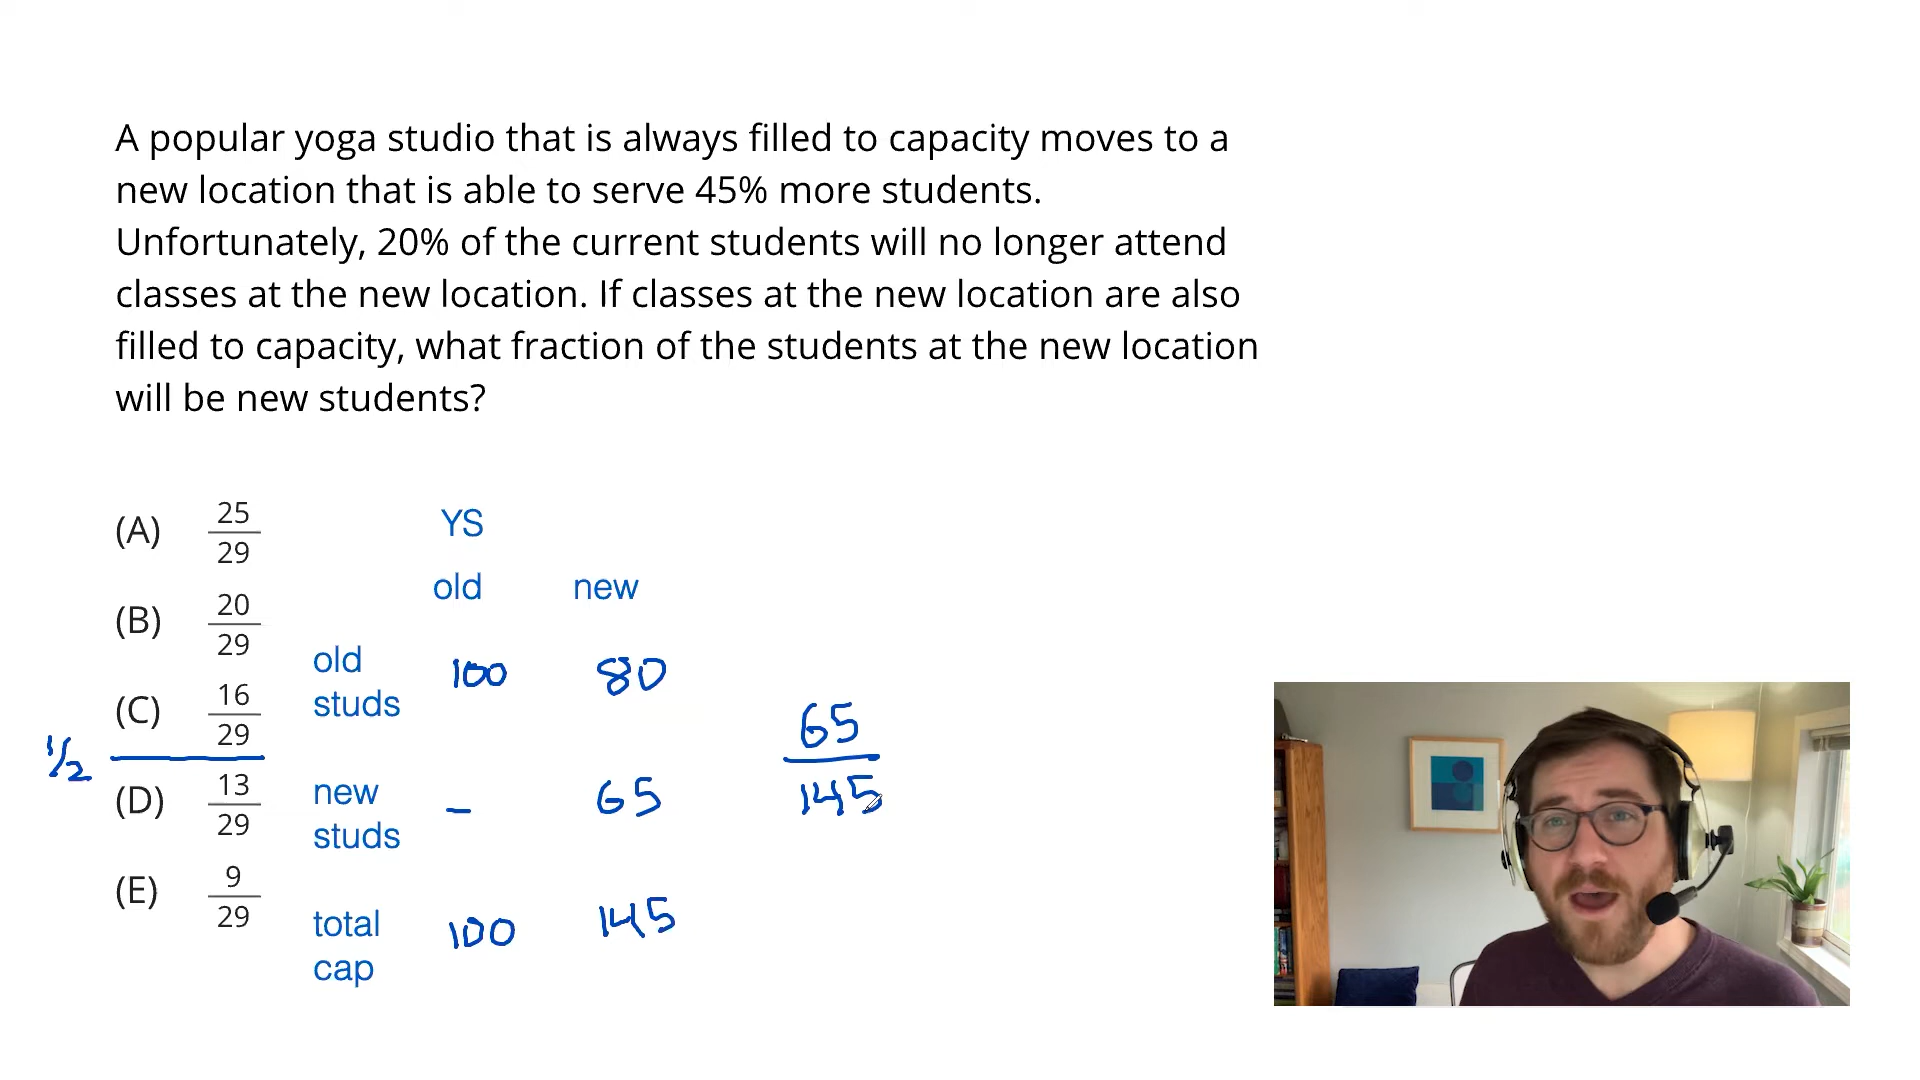 A popular yoga studio that is always filled to capacity moves to a
new location that is able to serve 45% more students.
Unfortunately, 20% of the current students will no longer attend
classes at the new location. If classes at the new location are also
filled to capacity, what fraction of the students at the new location
will be new students?
(A) 25/29
(B) 20/29
(C) 16/29
1/2
(D) 13/29
(E) 9/29
YS
old new
old
studs
100 80
new
studs
- 65
total
cap
100 145
65
145